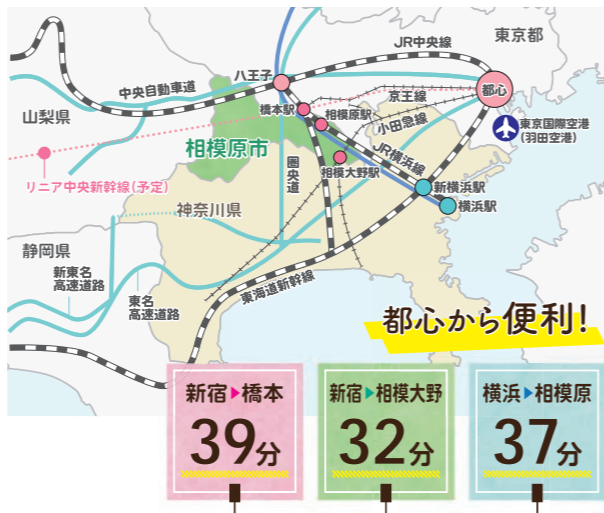 東京都
JR中央線
八王子
中央自動車道
都心
京王線
橋本駅
相模原駅
小田急線
東京国際空港
(羽田空港)
山梨県
相模原市
JR横浜線
相模大野駅
リニア中央新幹線(予定)
圏央道
新横浜駅
横浜駅
神奈川県
静岡県
新東名
高速道路
東名
高速道路
東海道新幹線
都心から便利!
新宿▶橋本
39分
新宿▶相模大野
32分
横浜▶相模原
37分